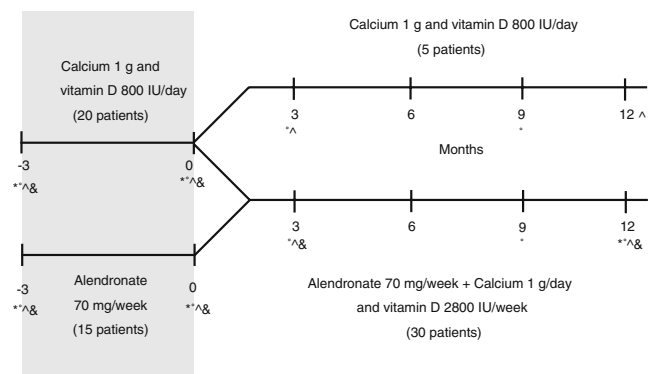 Calcium 1 g and vitamin D 800 IU/day
(5 patients)
Calcium 1 g and
vitamin D 800 IU/day
(20 patients)
3 6 9 12 ^
°^ °
Months
-3 0
*°^& *°^&
3 6 9 12
°^& ° *°^&
-3 0
*°^& *°^&
Alendronate
70 mg/week
(15 patients)
Alendronate 70 mg/week + Calcium 1 g/day
and vitamin D 2800 IU/week
(30 patients)